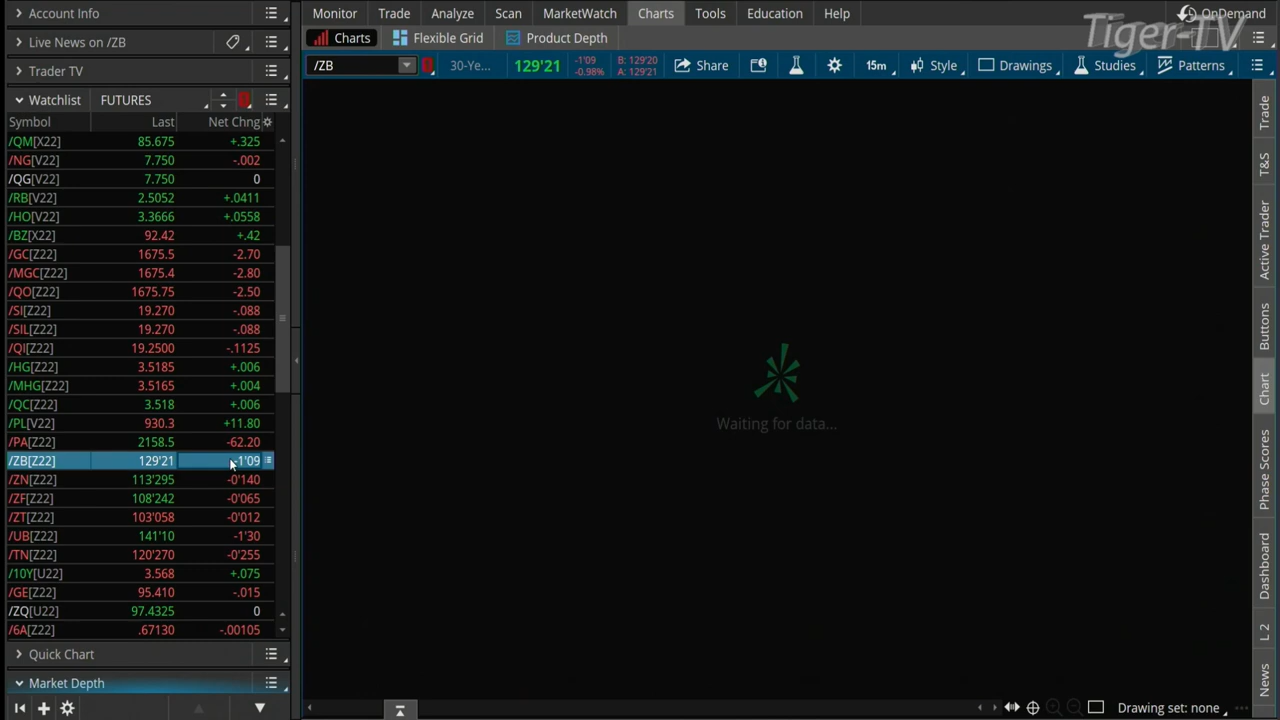 Account Info
Live News on /ZB
Trader TV
Watchlist FUTURES
Symbol Last Net Chng
/QM[X22] 85.675 +.325
/NG[V22] 7.750 -.002
/QG[V22] 7.750 0
/RB[V22] 2.5052 +.0411
/HO[V22] 3.3666 +.0558
/BZ[X22] 92.42 +.42
/GC[Z22] 1675.5 -2.70
/MGC[Z22] 1675.4 -2.80
/QO[Z22] 1675.75 -2.50
/SI[Z22] 19.270 -.088
/SIL[Z22] 19.270 -.088
/QI[Z22] 19.2500 -.1125
/HG[Z22] 3.5185 +.006
/MHG[Z22] 3.5165 +.004
/QC[Z22] 3.518 +.006
/PL[V22] 930.3 +11.80
/PA[Z22] 2158.5 -62.20
/ZB[Z22] 129'21 -1'09
/ZN[Z22] 113'295 -0'140
/ZF[Z22] 108'242 -0'065
/ZT[Z22] 103'058 -0'012
/UB[Z22] 141'10 -1'30
/TN[Z22] 120'270 -0'255
/10Y[U22] 3.568 +.075
/GE[Z22] 95.410 -.015
/ZQ[U22] 97.4325 0
/6A[Z22] .67130 -.00105
Quick Chart
Market Depth
Monitor Trade Analyze Scan MarketWatch Charts Tools Education Help
OnDemand
Tiger-TV
Charts Flexible Grid Product Depth
/ZB 30-Ye... 129'21 -1'09 B: 129'20 Share 15m Style Drawings Studies Patterns
-0.98% A: 129'21
Waiting for data...
Trade
T&S
Active Trader
Buttons
Chart
Phase Scores
Dashboard
L 2
News
Drawing set: none